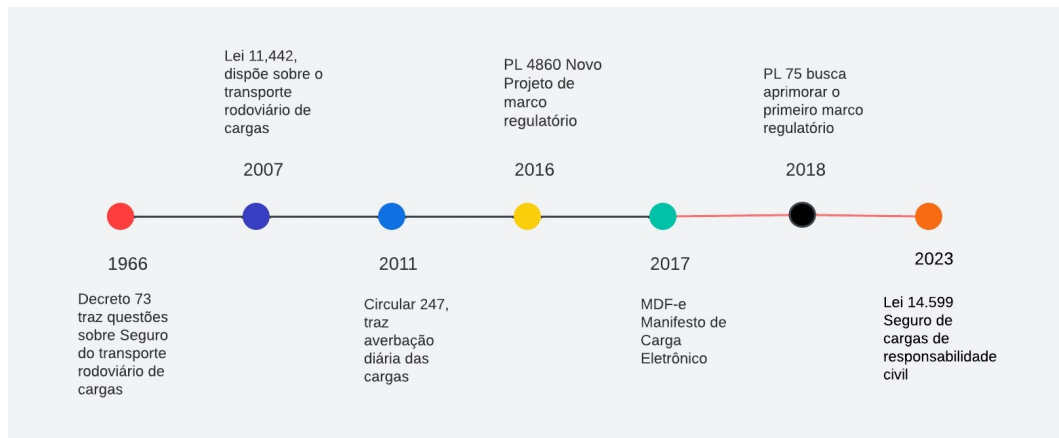 Lei 11,442,
dispõe sobre o
transporte
rodoviário de
cargas
2007
PL 4860 Novo
Projeto de
marco
regulatório
2016
PL 75 busca
aprimorar o
primeiro marco
regulatório
2018
1966
Decreto 73
traz questões
sobre Seguro
do transporte
rodoviário de
cargas
2011
Circular 247,
traz
averbação
diária das
cargas
2017
MDF-e
Manifesto de
Carga
Eletrônico
2023
Lei 14.599
Seguro de
cargas de
responsabilidade
civil